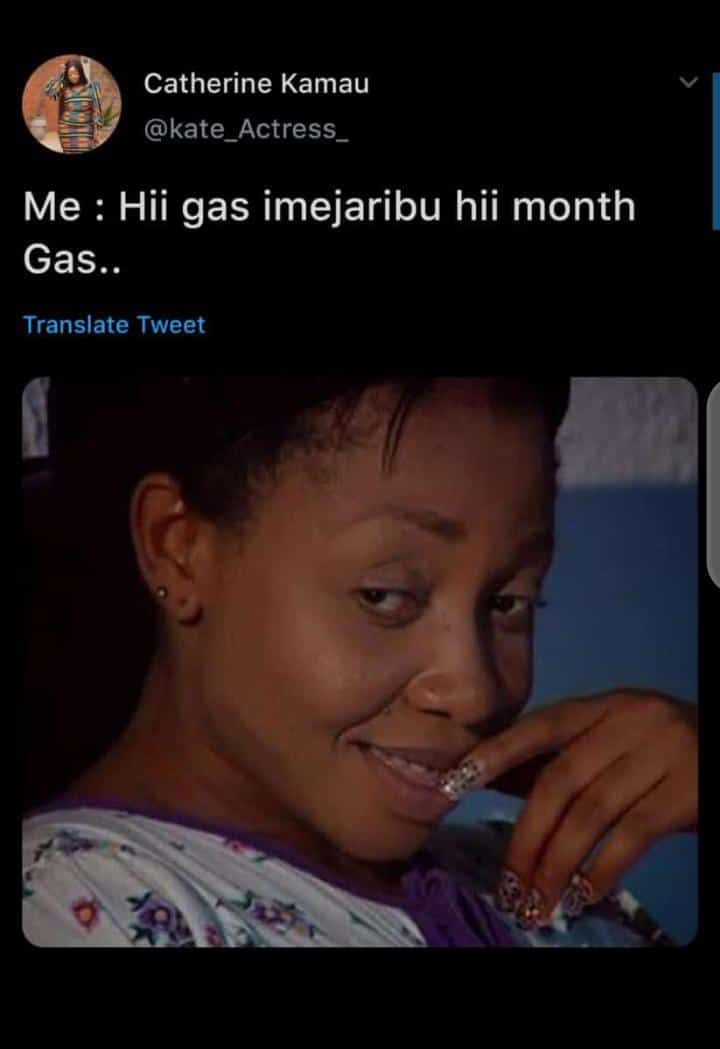 Catherine Kamau
@kate_Actress_
Me : Hii gas imejaribu hii month
Gas..
Translate Tweet